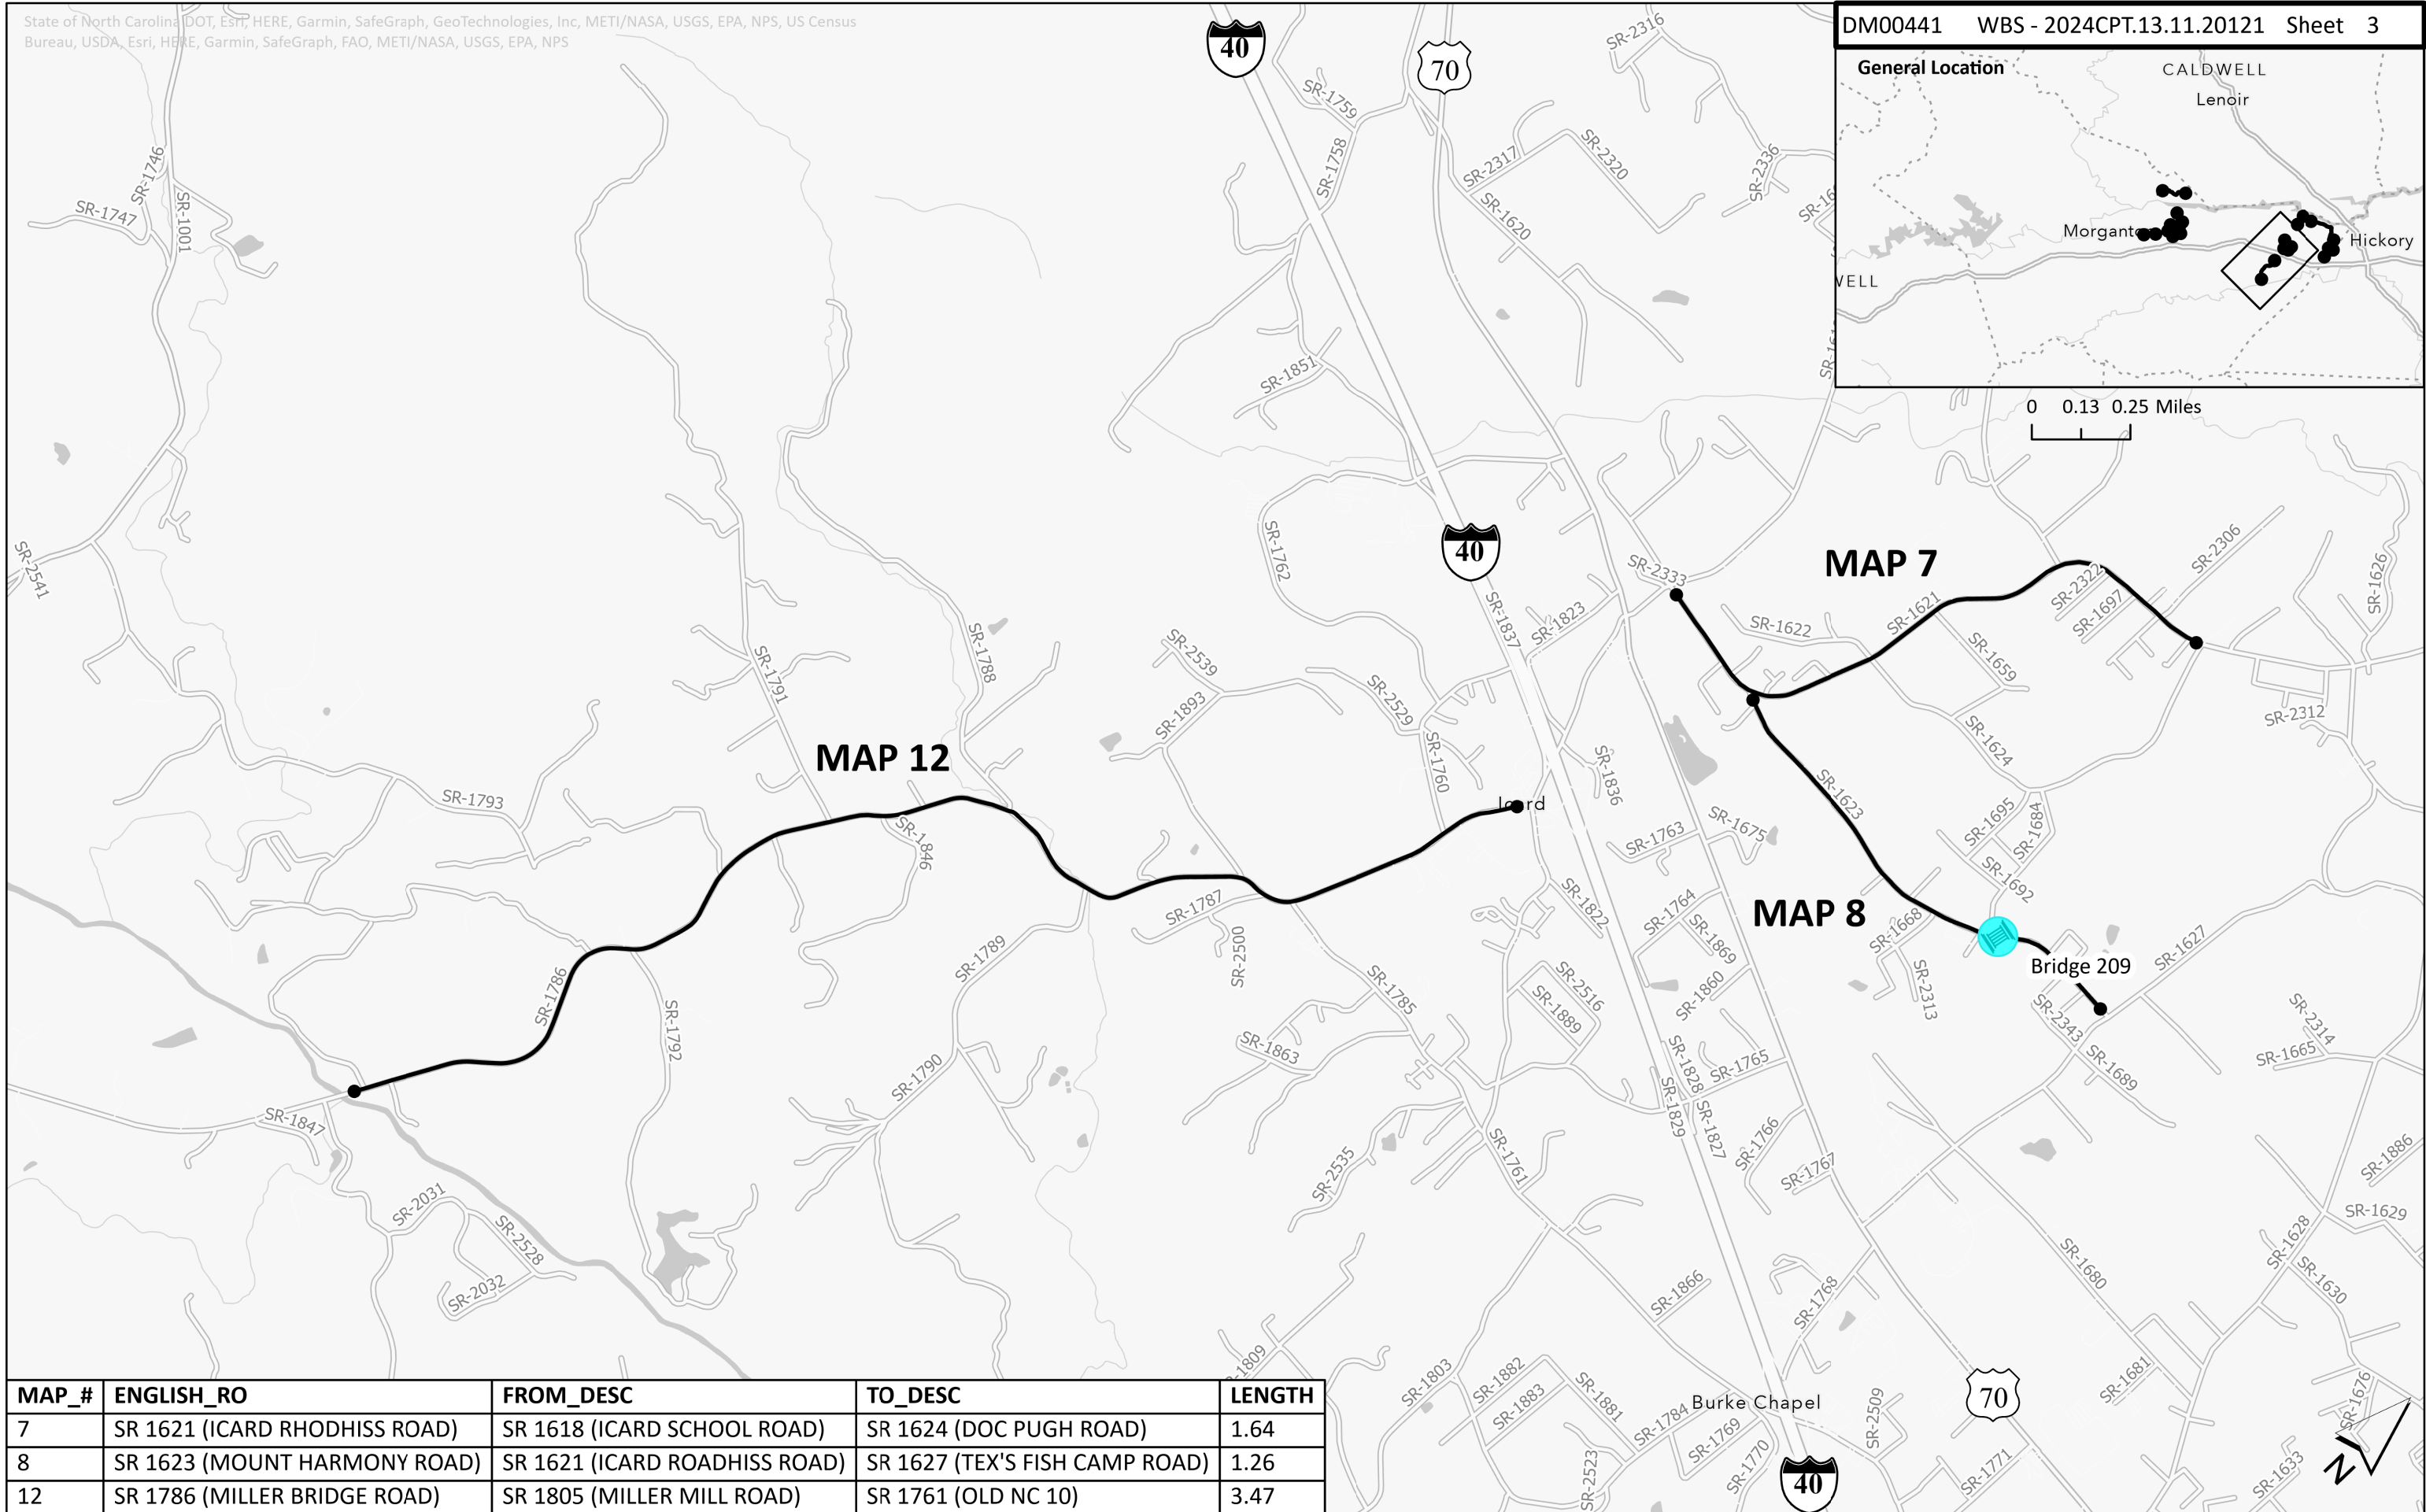 State of North Carolina DOT, Esri, HERE, Garmin, SafeGraph, GeoTechnologies, Inc, METI/NASA, USGS, EPA, NPS, US Census
Bureau, USDA, Esri, HERE, Garmin, SafeGraph, FAO, METI/NASA, USGS, EPA, NPS
DM00441 WBS - 2024CPT.13.11.20121 Sheet 3
General Location
CALDWELL
Lenoir
Hickory
0 0.13 0.25 Miles
40
70
SR-2316
SR-1759
SR-1758
SR-2317
SR-2320
SR-2336
SR-1620
SR-1746
SR-1747
SR-1001
SR-1851
SR-2541
SR-1762
40
SR-1837
SR-1823
SR-2333
MAP 7
SR-2306
SR-1626
SR-2322
SR-1697
SR-1621
SR-1622
SR-1659
SR-1624
SR-2312
SR-1788
SR-1791
SR-2539
SR-1893
SR-2529
SR-1760
SR-1836
MAP 12
Icard
SR-1793
SR-1846
SR-1763
SR-1675
SR-1623
SR-1695
SR-1684
SR-1692
SR-1787
SR-2500
SR-1789
SR-1822
SR-1764
SR-1869
SR-1860
MAP 8
SR-1668
SR-2313
Bridge 209
SR-1627
SR-1786
SR-1792
SR-1785
SR-2516
SR-1889
SR-1863
SR-1790
SR-1828
SR-1765
SR-1829
SR-1827
SR-2343
SR-1689
SR-2314
SR-1665
SR-1847
SR-1766
SR-1767
SR-1761
SR-2535
SR-1886
SR-2031
SR-2528
SR-2032
SR-1629
SR-1628
SR-1630
SR-1680
SR-1866
SR-1768
SR-1809
SR-1803
SR-1882
SR-1883
SR-1881
SR-1784
Burke Chapel
SR-1769
SR-1770
SR-2523
SR-2509
70
SR-1681
SR-1676
SR-1771
SR-1633
40
N
MAP_# ENGLISH_RO FROM_DESC TO_DESC LENGTH
7 SR 1621 (ICARD RHODHISS ROAD) SR 1618 (ICARD SCHOOL ROAD) SR 1624 (DOC PUGH ROAD) 1.64
8 SR 1623 (MOUNT HARMONY ROAD) SR 1621 (ICARD ROADHISS ROAD) SR 1627 (TEX'S FISH CAMP ROAD) 1.26
12 SR 1786 (MILLER BRIDGE ROAD) SR 1805 (MILLER MILL ROAD) SR 1761 (OLD NC 10) 3.47